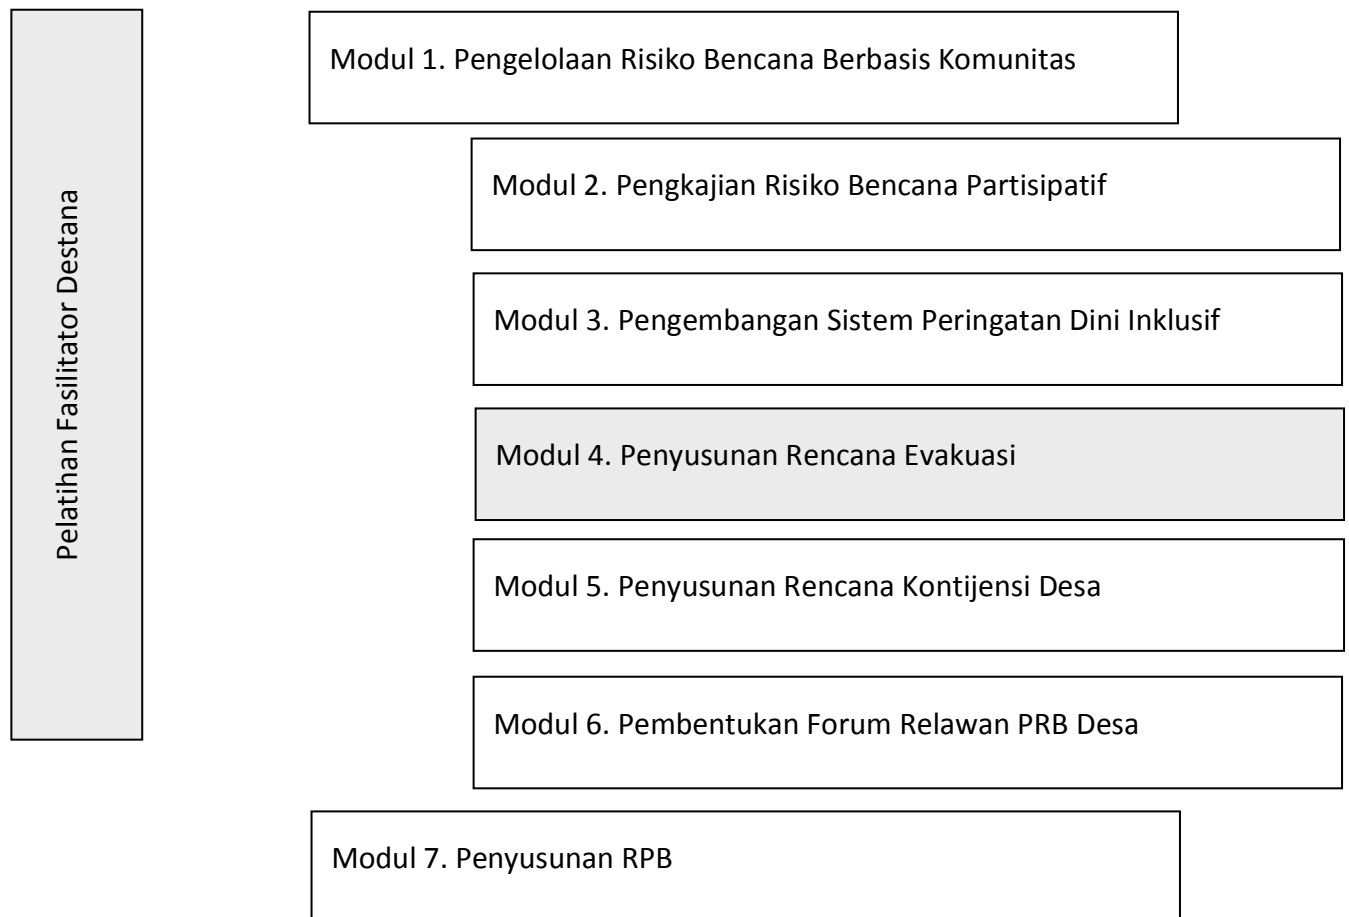 Pelatihan Fasilitator Destana
Modul 1. Pengelolaan Risiko Bencana Berbasis Komunitas
Modul 2. Pengkajian Risiko Bencana Partisipatif
Modul 3. Pengembangan Sistem Peringatan Dini Inklusif
Modul 4. Penyusunan Rencana Evakuasi
Modul 5. Penyusunan Rencana Kontijensi Desa
Modul 6. Pembentukan Forum Relawan PRB Desa
Modul 7. Penyusunan RPB